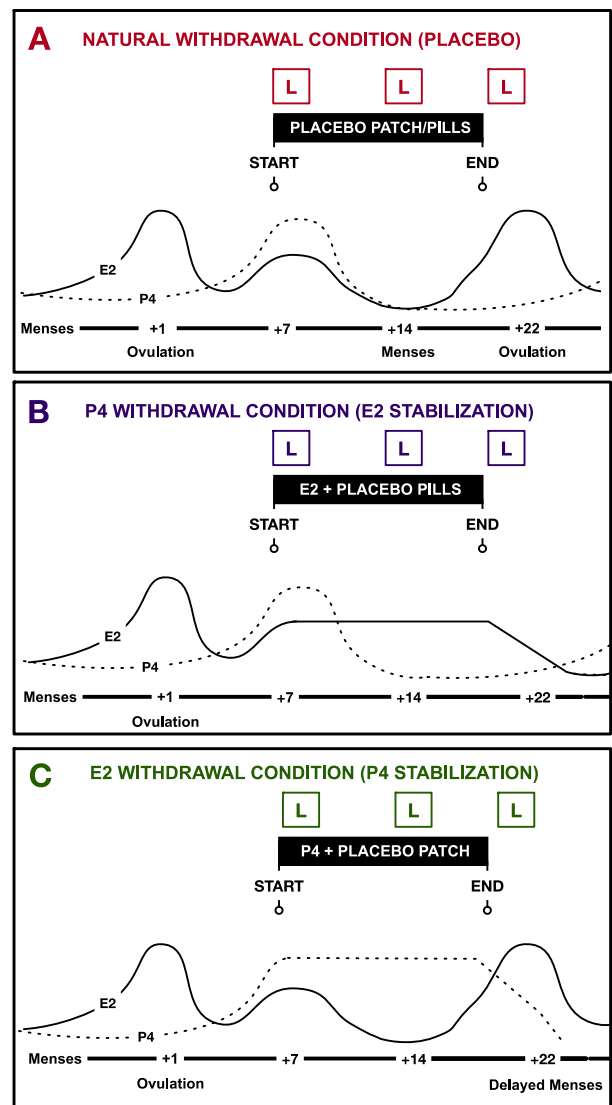 A NATURAL WITHDRAWAL CONDITION (PLACEBO)
L L L
PLACEBO PATCH/PILLS
START END
E2
P4
Menses +1 +7 +14 +22
Ovulation Menses Ovulation
B P4 WITHDRAWAL CONDITION (E2 STABILIZATION)
L L L
E2 + PLACEBO PILLS
START END
E2
P4
Menses +1 +7 +14 +22
Ovulation
C E2 WITHDRAWAL CONDITION (P4 STABILIZATION)
L L L
P4 + PLACEBO PATCH
START END
E2
P4
Menses +1 +7 +14 +22
Ovulation Delayed Menses